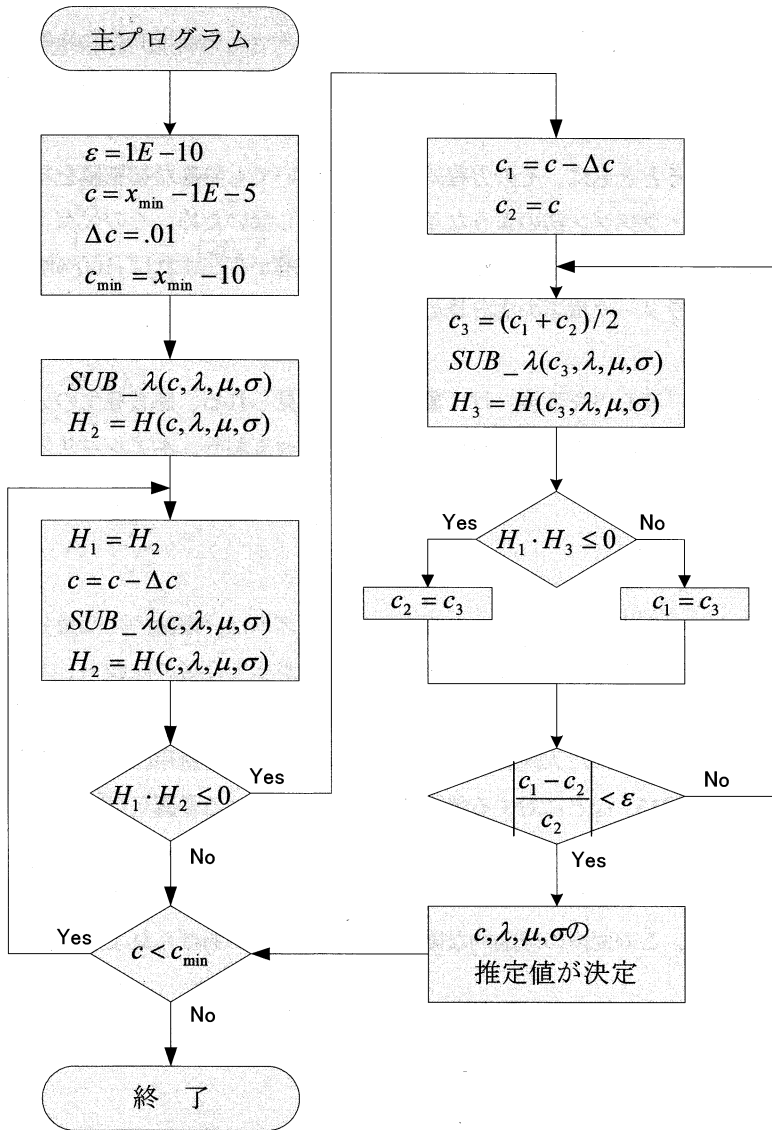 主プログラム
ε = 1E − 10
c = x_min − 1E − 5
Δc = .01
c_min = x_min − 10
SUB_λ(c, λ, μ, σ)
H_2 = H(c, λ, μ, σ)
H_1 = H_2
c = c − Δc
SUB_λ(c, λ, μ, σ)
H_2 = H(c, λ, μ, σ)
H_1 · H_2 ≤ 0
Yes
No
c < c_min
Yes
No
終 了
c_1 = c − Δc
c_2 = c
c_3 = (c_1 + c_2) / 2
SUB_λ(c_3, λ, μ, σ)
H_3 = H(c_3, λ, μ, σ)
Yes
H_1 · H_3 ≤ 0
No
c_2 = c_3
c_1 = c_3
|(c_1 − c_2) / c_2| < ε
No
Yes
c, λ, μ, σの
推定値が決定